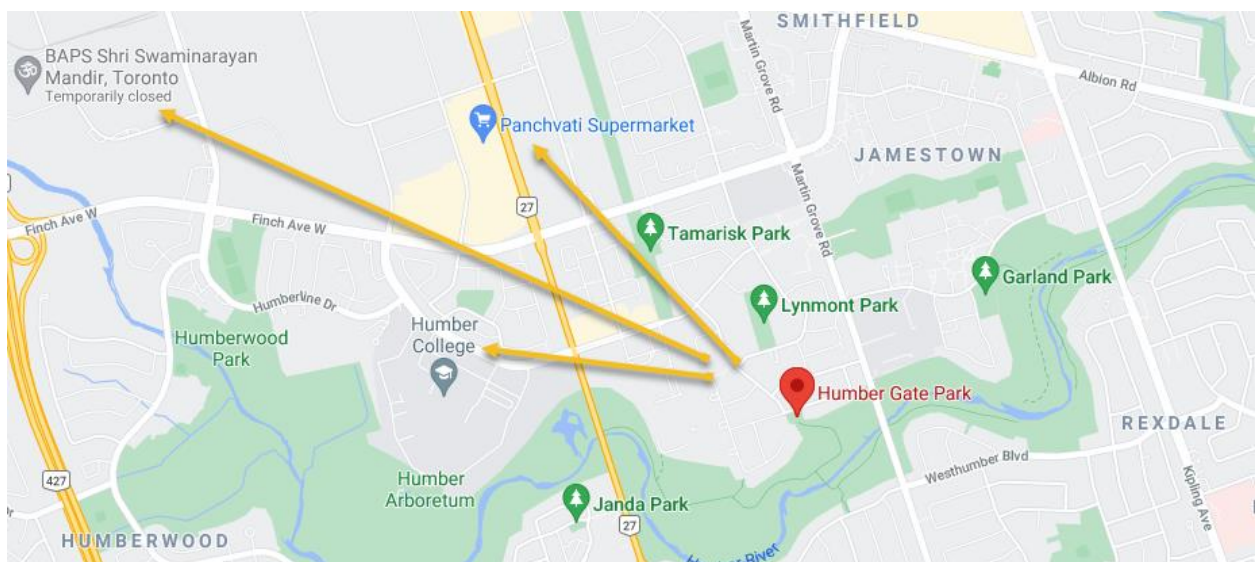 SMITHFIELD
BAPS Shri Swaminarayan
Mandir, Toronto
Temporarily closed
Martin Grove Rd
Albion Rd
Panchvati Supermarket
JAMESTOWN
Martin Grove Rd
27
Finch Ave W
Finch Ave W
Tamarisk Park
Garland Park
Humberline Dr
Lynmont Park
Humber
College
Humberwood
Park
Humber Gate Park
REXDALE
Westhumber Blvd
427
Humber
Arboretum
Kipling Ave
Janda Park
27
HUMBERWOOD
River